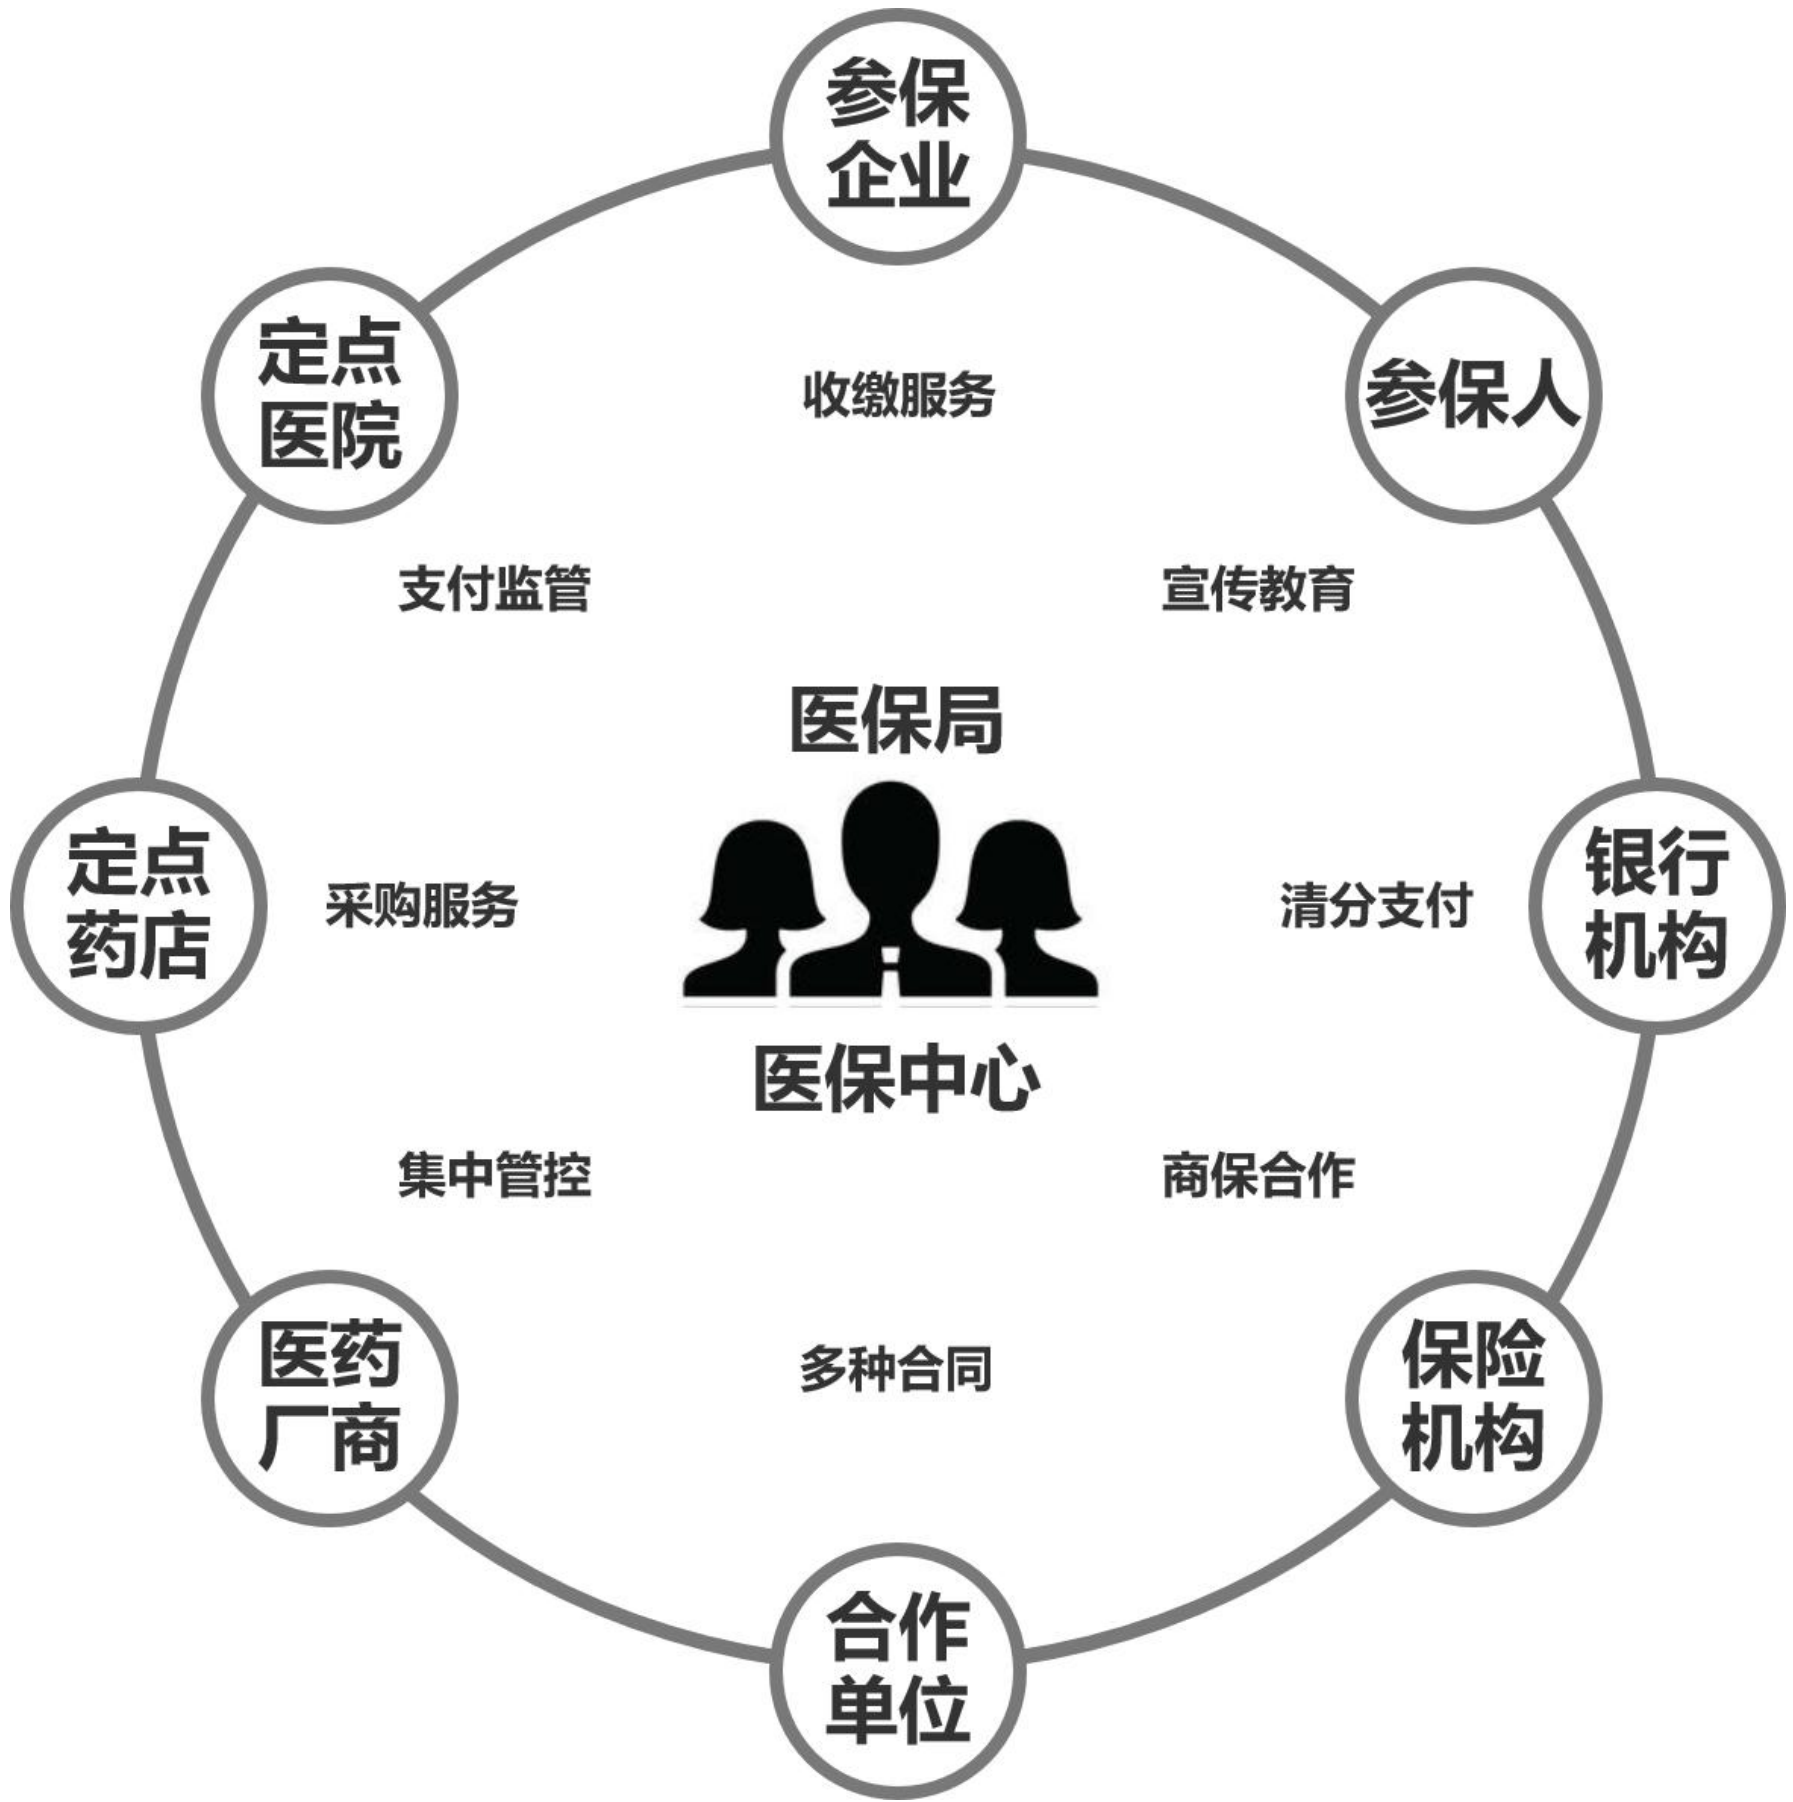 参保
企业
定点
医院
参保人
收缴服务
支付监管
宣传教育
医保局
定点
药店
采购服务
清分支付
银行
机构
医保中心
集中管控
商保合作
医药
厂商
多种合同
保险
机构
合作
单位